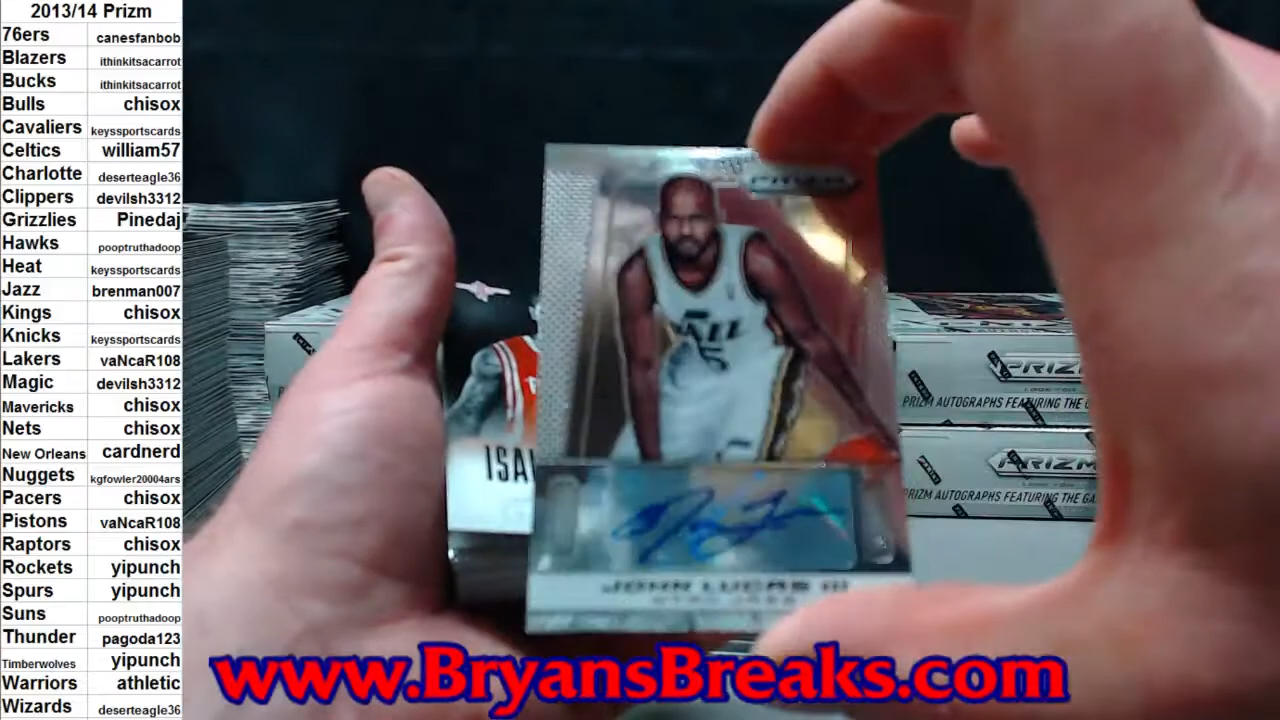 2013/14 Prizm
76ers canesfanbob
Blazers ithinkitsacarrot
Bucks ithinkitsacarrot
Bulls chisox
Cavaliers keyssportscards
Celtics william57
Charlotte deserteagle36
Clippers devilsh3312
Grizzlies Pinedaj
Hawks pooptruthadoop
Heat keyssportscards
Jazz brenman007
Kings chisox
Knicks keyssportscards
Lakers vaNcaR108
Magic devilsh3312
Mavericks chisox
Nets chisox
New Orleans cardnerd
Nuggets kgfowler20004ars
Pacers chisox
Pistons vaNcaR108
Raptors chisox
Rockets yipunch
Spurs yipunch
Suns pooptruthadoop
Thunder pagoda123
Timberwolves yipunch
Warriors athletic
Wizards deserteagle36
PRIZM
ISAI
JOHN LUCAS III
UTAH JAZZ
PRIZM
PRIZM AUTOGRAPHS FEATURING THE G
PRIZM
PRIZM AUTOGRAPHS FEATURING THE GA
www.BryansBreaks.com